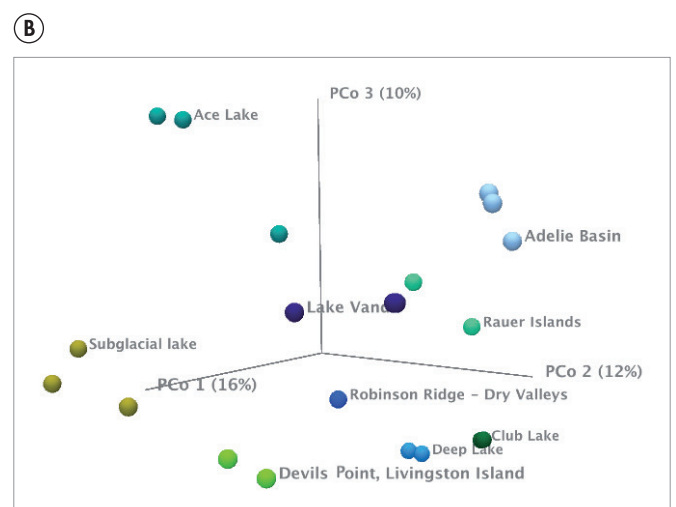 B
PCo 3 (10%)
Ace Lake
Adelie Basin
Lake Vand
Rauer Islands
Subglacial lake
PCo 2 (12%)
PCo 1 (16%)
Robinson Ridge – Dry Valleys
Club Lake
Deep Lake
Devils Point, Livingston Island